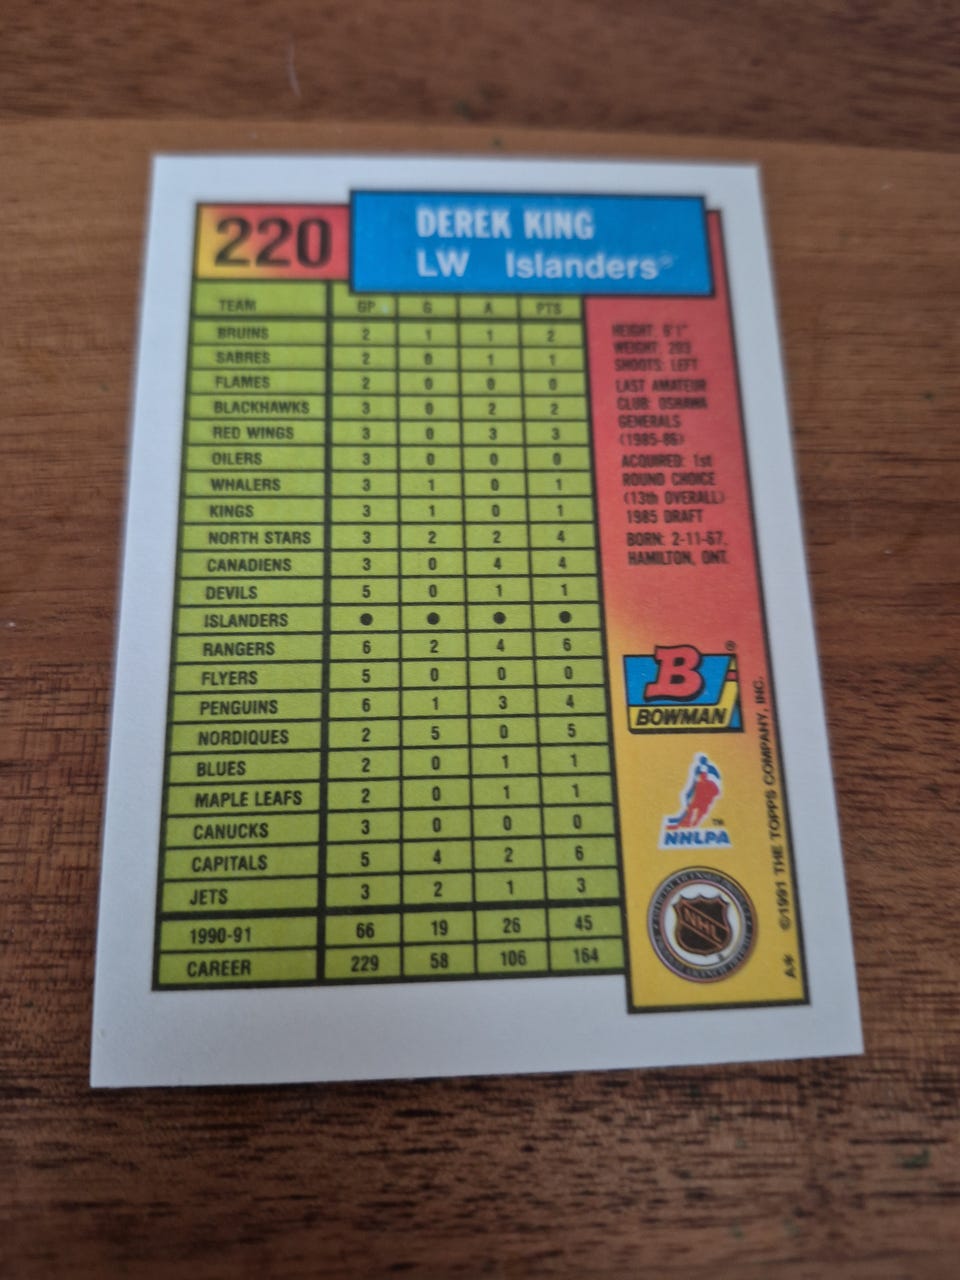 220
DEREK KING
LW Islanders®
TEAM GP G A PTS
BRUINS 2 1 1 2
SABRES 2 0 1 1
FLAMES 2 0 0 0
BLACKHAWKS 3 0 2 2
RED WINGS 3 0 3 3
OILERS 3 0 0 0
WHALERS 3 1 0 1
KINGS 3 1 0 1
NORTH STARS 3 2 2 4
CANADIENS 3 0 4 4
DEVILS 5 0 1 1
ISLANDERS ● ● ● ●
RANGERS 6 2 4 6
FLYERS 5 0 0 0
PENGUINS 6 1 3 4
NORDIQUES 2 5 0 5
BLUES 2 0 1 1
MAPLE LEAFS 2 0 1 1
CANUCKS 3 0 0 0
CAPITALS 5 4 2 6
JETS 3 2 1 3
1990-91 66 19 26 45
CAREER 229 58 106 164
HEIGHT: 6'1"
WEIGHT: 203
SHOOTS: LEFT
LAST AMATEUR
CLUB: OSHAWA
GENERALS
(1985-86)
ACQUIRED: 1st
ROUND CHOICE
(13th OVERALL)
1985 DRAFT
BORN: 2-11-67,
HAMILTON, ONT.
B ®
BOWMAN
TM
NHLPA
NHL
©1991 THE TOPPS COMPANY, INC.
A*